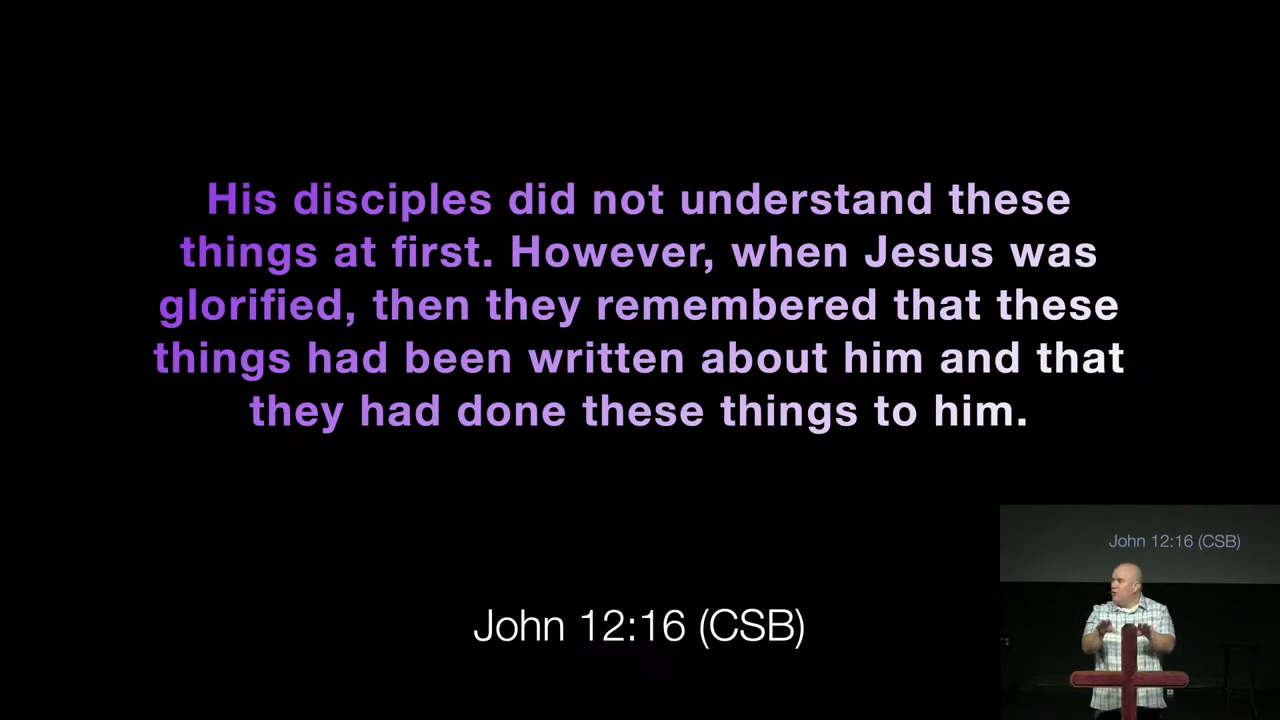 His disciples did not understand these
things at first. However, when Jesus was
glorified, then they remembered that these
things had been written about him and that
they had done these things to him.
John 12:16 (CSB)
John 12:16 (CSB)